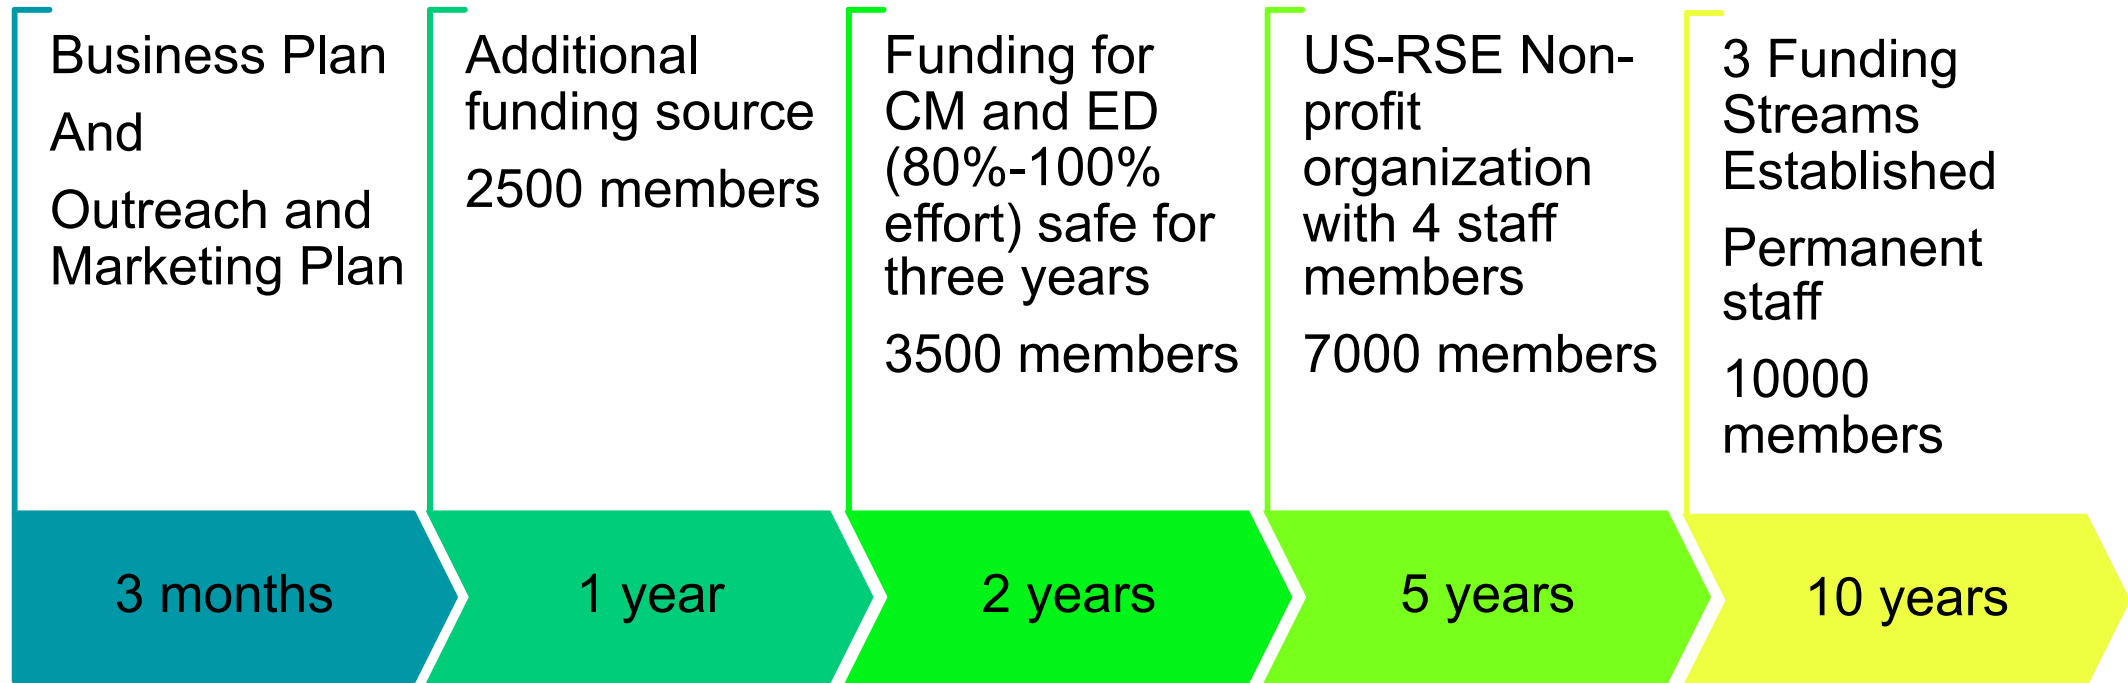 Business Plan
And
Outreach and
Marketing Plan
Additional
funding source
2500 members
Funding for
CM and ED
(80%-100%
effort) safe for
three years
3500 members
US-RSE Non-
profit
organization
with 4 staff
members
7000 members
3 Funding
Streams
Established
Permanent
staff
10000
members
3 months
1 year
2 years
5 years
10 years